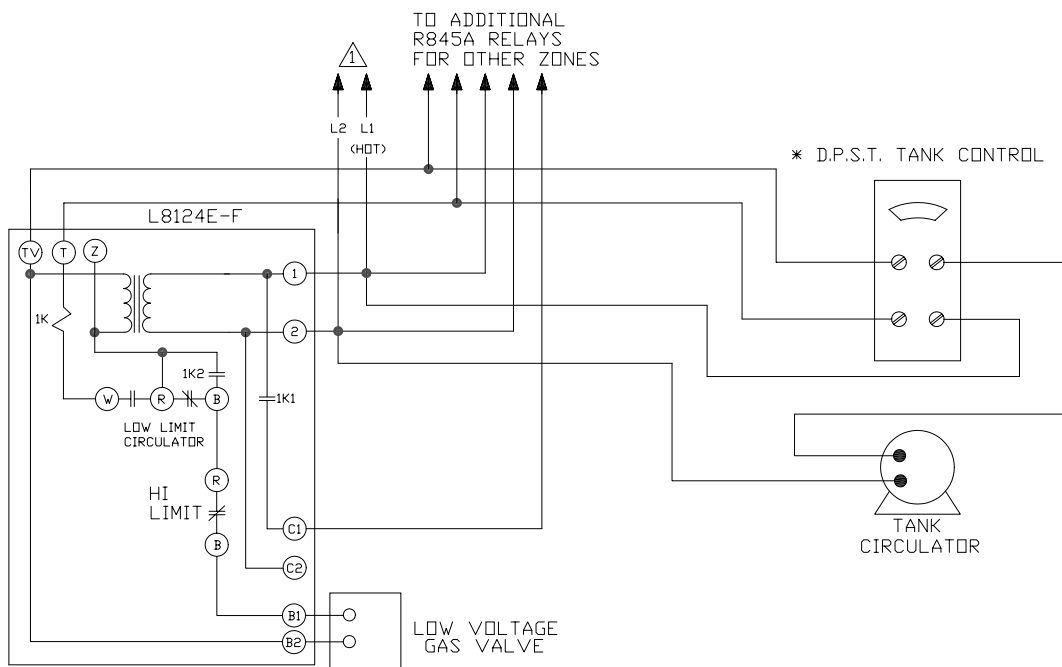 TO ADDITIONAL
R845A RELAYS
FOR OTHER ZONES
1
L2 L1
(HOT)
* D.P.S.T. TANK CONTROL
L8124E-F
TV T Z
1
1K
2
1K2
1K1
W R B
LOW LIMIT
CIRCULATOR
R
HI
LIMIT
B
C1
C2
B1
B2
TANK
CIRCULATOR
LOW VOLTAGE
GAS VALVE